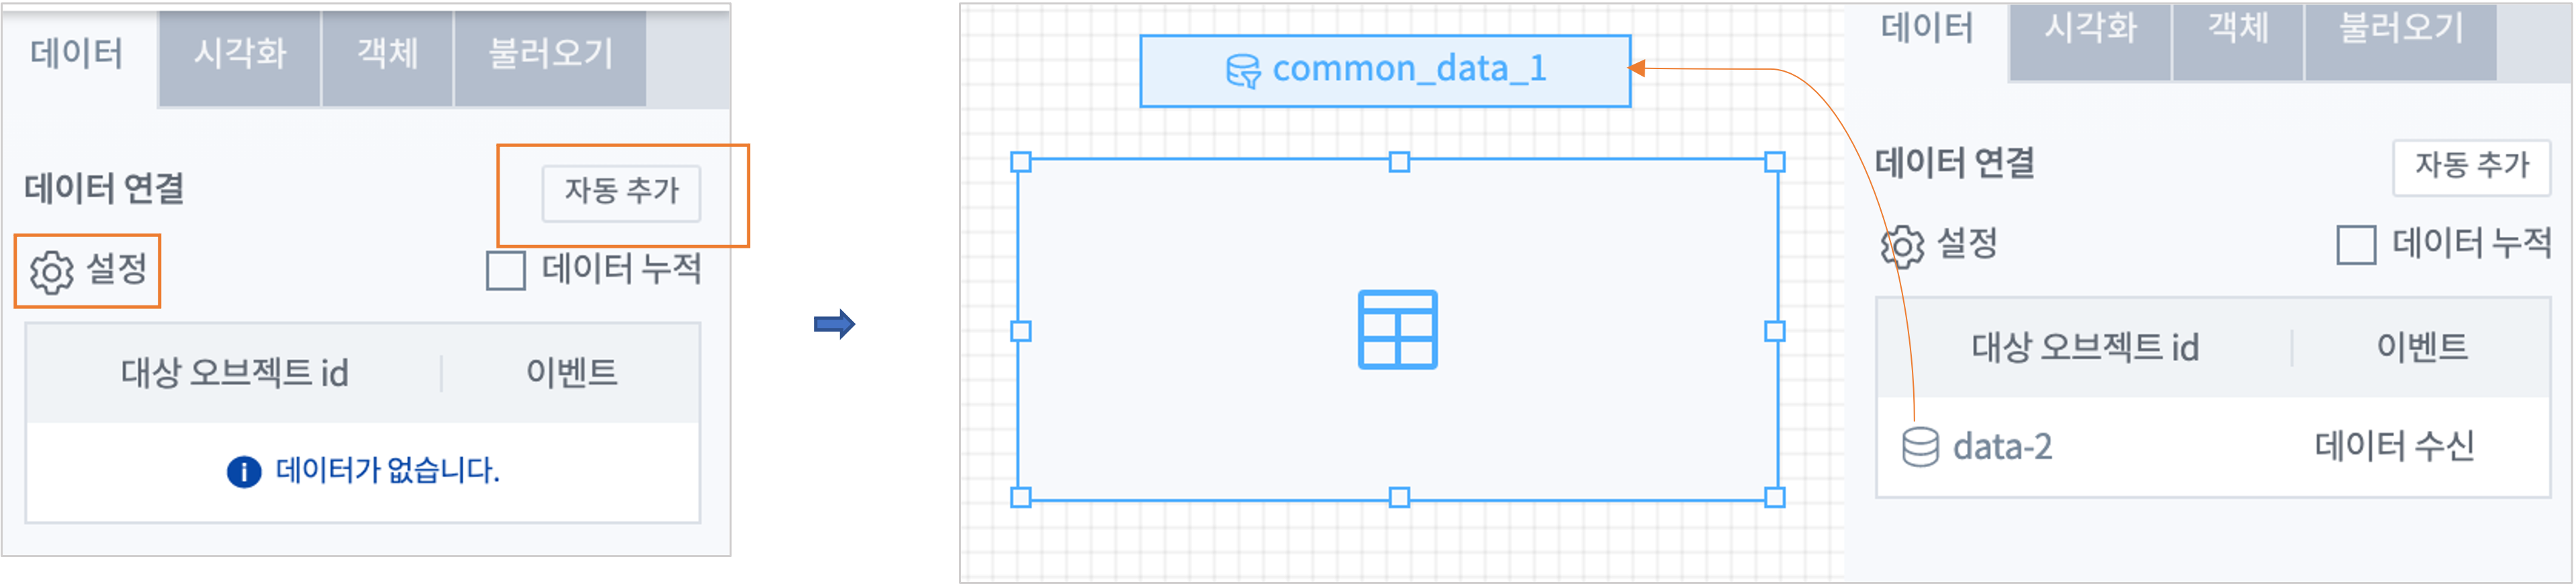 데이터 시각화 객체 불러오기
데이터 연결 자동 추가
설정 데이터 누적
대상 오브젝트 id 이벤트
데이터가 없습니다.
common_data_1
데이터 시각화 객체 불러오기
데이터 연결 자동 추가
설정 데이터 누적
대상 오브젝트 id 이벤트
data-2 데이터 수신